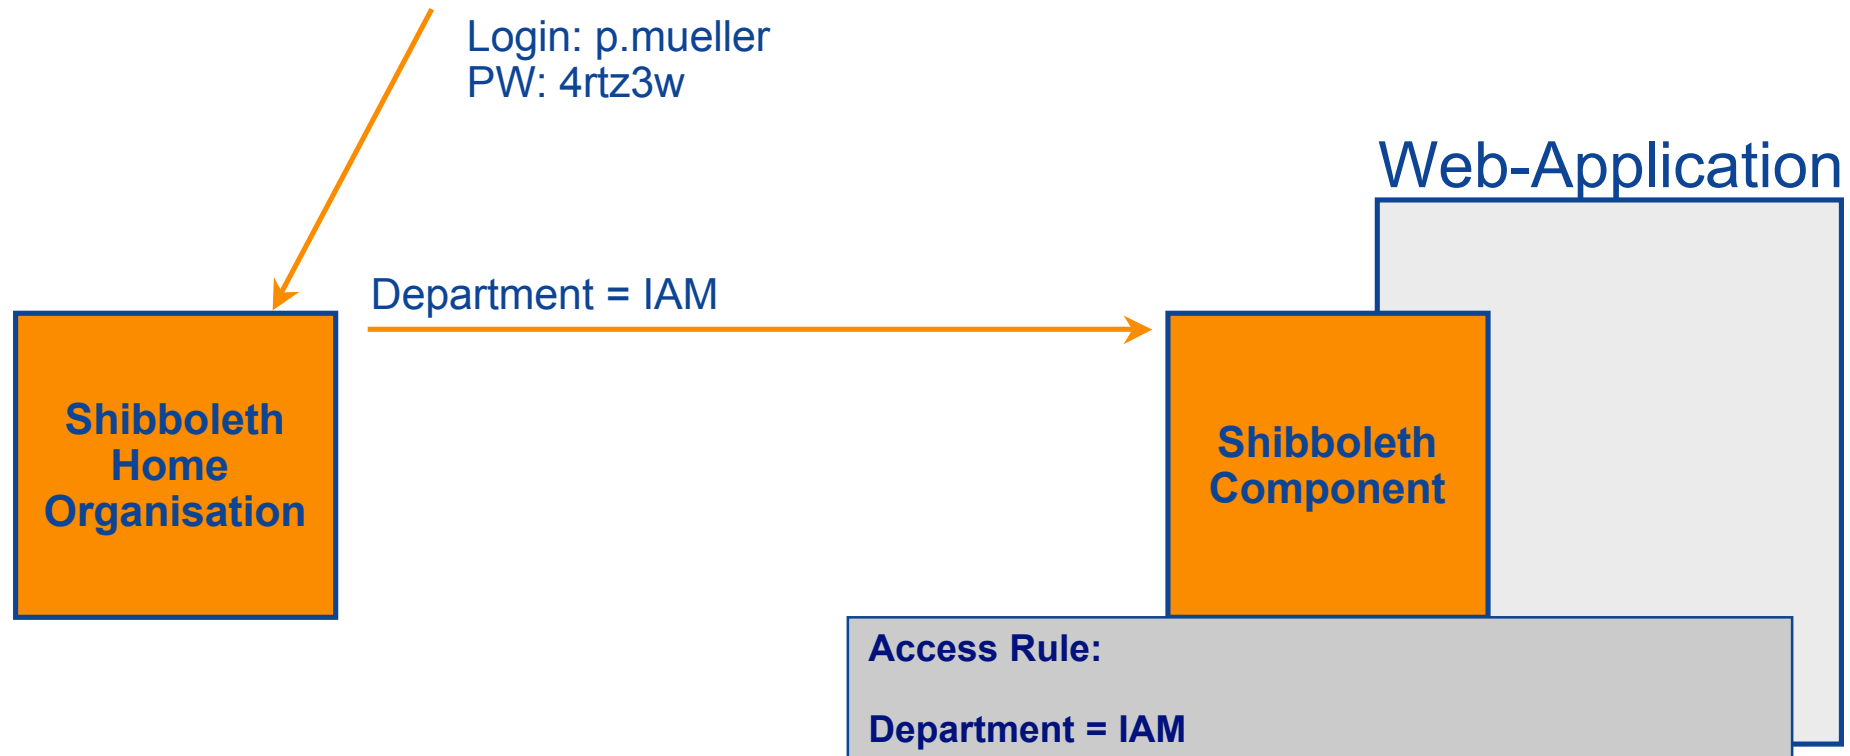 Login: p.mueller
PW: 4rtz3w
Web-Application
Department = IAM
Shibboleth
Home
Organisation
Shibboleth
Component
Access Rule:
Department = IAM